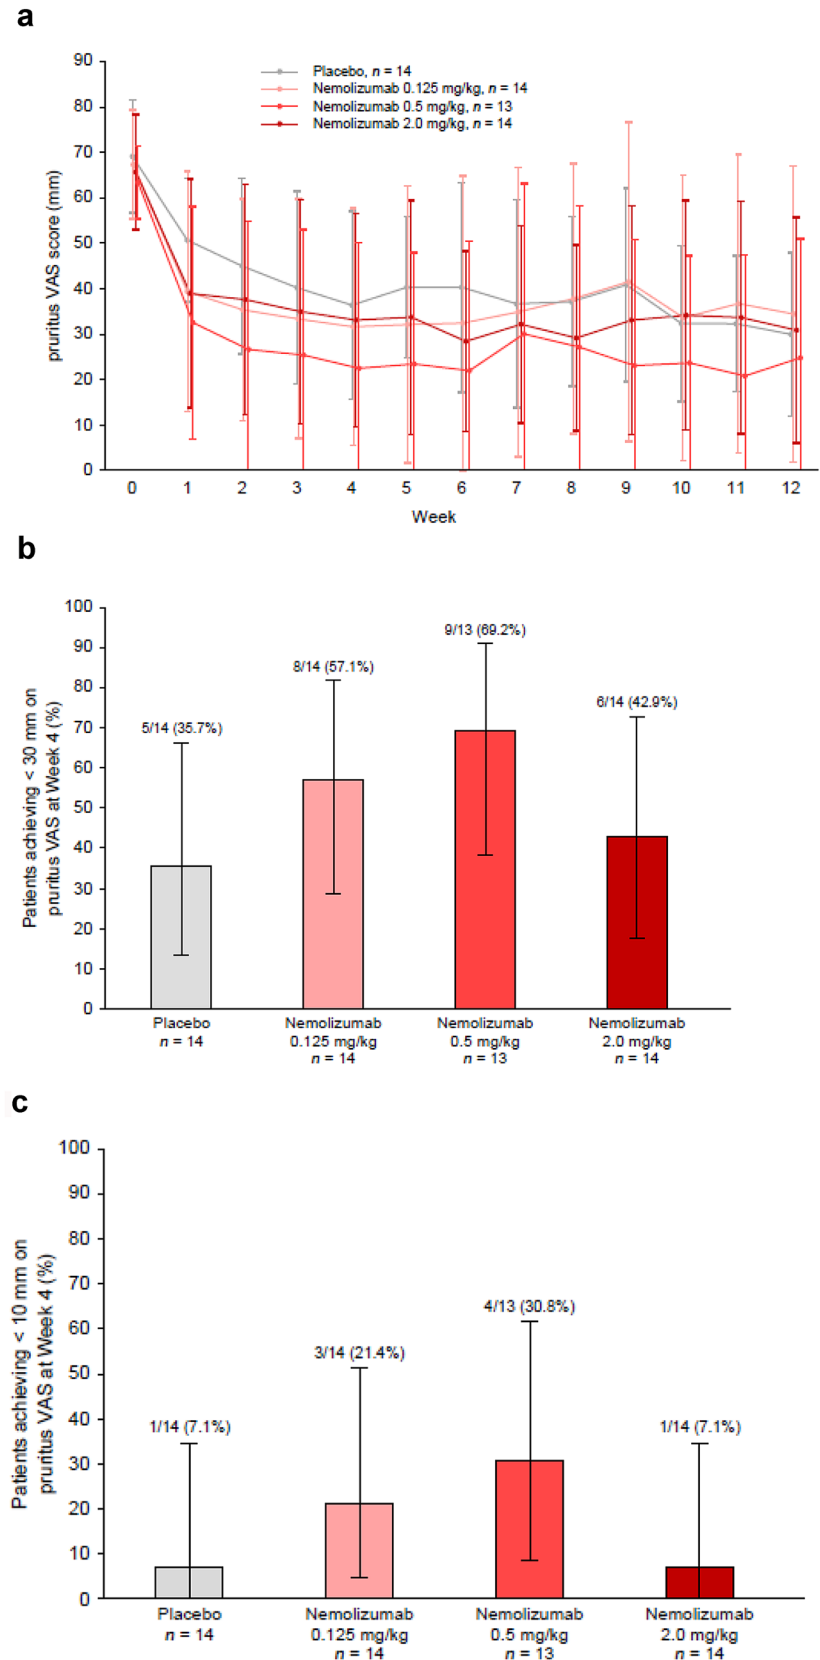 a
90
80
70
60
50
40
30
20
10
0
pruritus VAS score (mm)
Placebo, n = 14
Nemolizumab 0.125 mg/kg, n = 14
Nemolizumab 0.5 mg/kg, n = 13
Nemolizumab 2.0 mg/kg, n = 14
0 1 2 3 4 5 6 7 8 9 10 11 12
Week
b
100
90
80
70
60
50
40
30
20
10
0
Patients achieving < 30 mm on
pruritus VAS at Week 4 (%)
5/14 (35.7%)
8/14 (57.1%)
9/13 (69.2%)
6/14 (42.9%)
Placebo
n = 14
Nemolizumab
0.125 mg/kg
n = 14
Nemolizumab
0.5 mg/kg
n = 13
Nemolizumab
2.0 mg/kg
n = 14
c
100
90
80
70
60
50
40
30
20
10
0
Patients achieving < 10 mm on
pruritus VAS at Week 4 (%)
1/14 (7.1%)
3/14 (21.4%)
4/13 (30.8%)
1/14 (7.1%)
Placebo
n = 14
Nemolizumab
0.125 mg/kg
n = 14
Nemolizumab
0.5 mg/kg
n = 13
Nemolizumab
2.0 mg/kg
n = 14